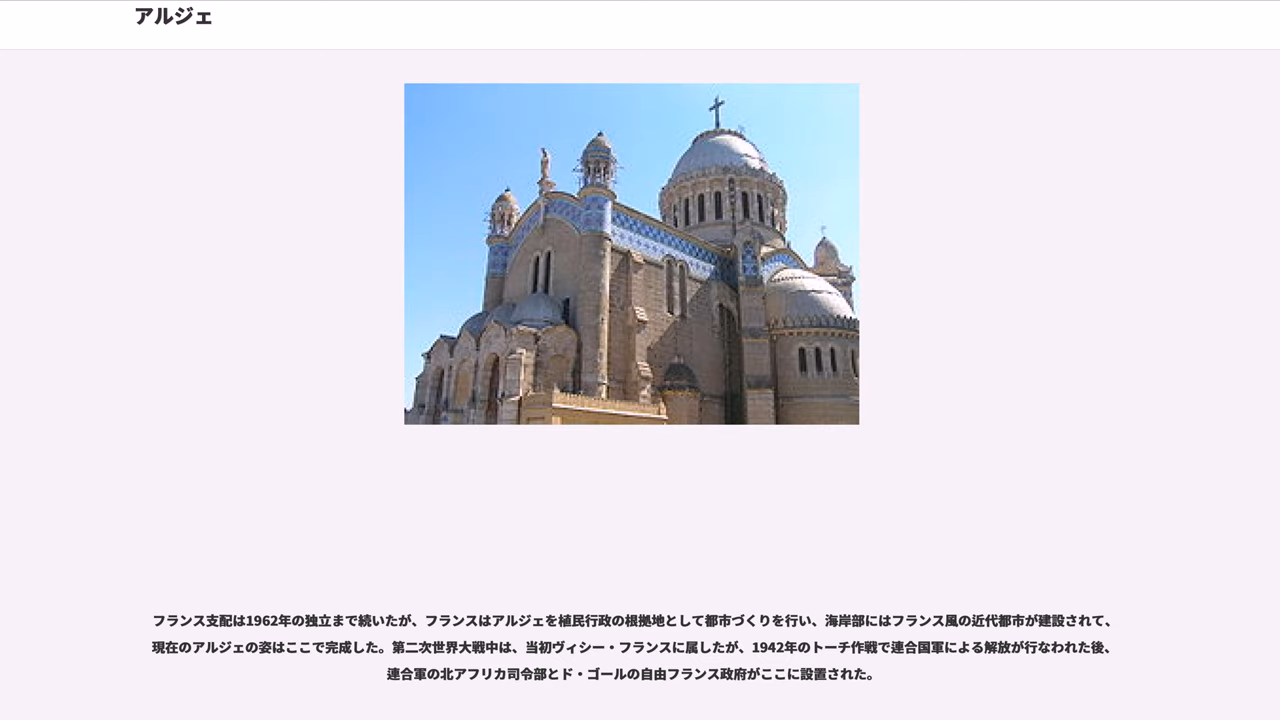 アルジェ
フランス支配は1962年の独立まで続いたが、フランスはアルジェを植民行政の根拠地として都市づくりを行い、海岸部にはフランス風の近代都市が建設されて、
現在のアルジェの姿はここで完成した。第二次世界大戦中は、当初ヴィシー・フランスに属したが、1942年のトーチ作戦で連合国軍による解放が行なわれた後、
連合軍の北アフリカ司令部とド・ゴールの自由フランス政府がここに設置された。